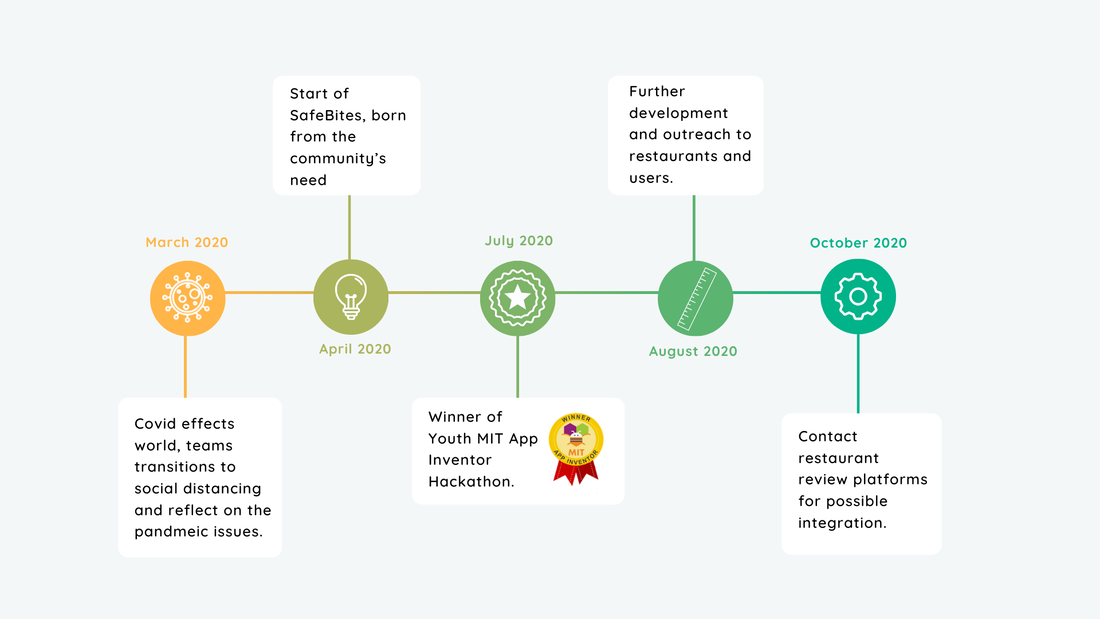 March 2020
Covid effects
world, teams
transitions to
social distancing
and reflect on the
pandmeic issues.
Start of
SafeBites, born
from the
community's
need
April 2020
July 2020
Winner of
Youth MIT App
Inventor
Hackathon.
WINNER
MIT
APP INVENTOR
Further
development
and outreach to
restaurants and
users.
August 2020
October 2020
Contact
restaurant
review platforms
for possible
integration.